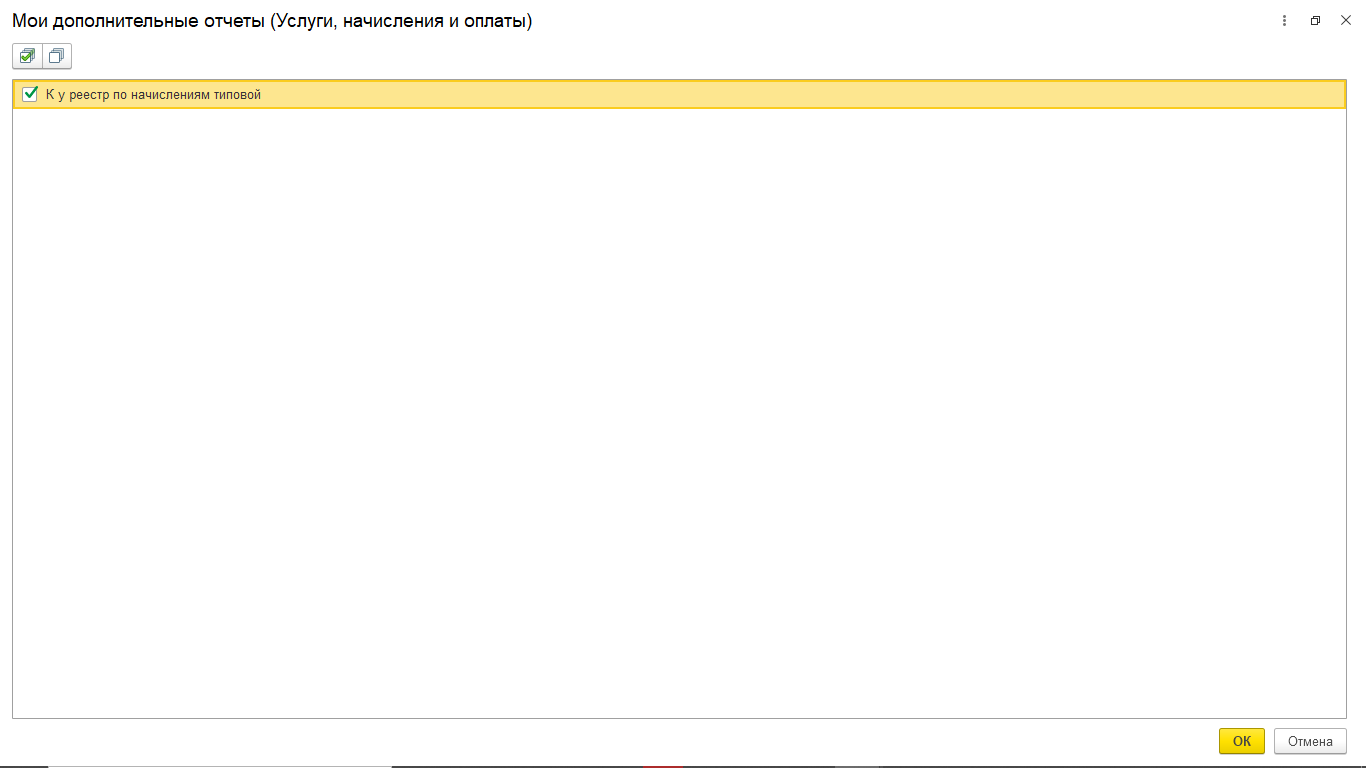 Мои дополнительные отчеты (Услуги, начисления и оплаты)
К у реестр по начислениям типовой
ОК
Отмена